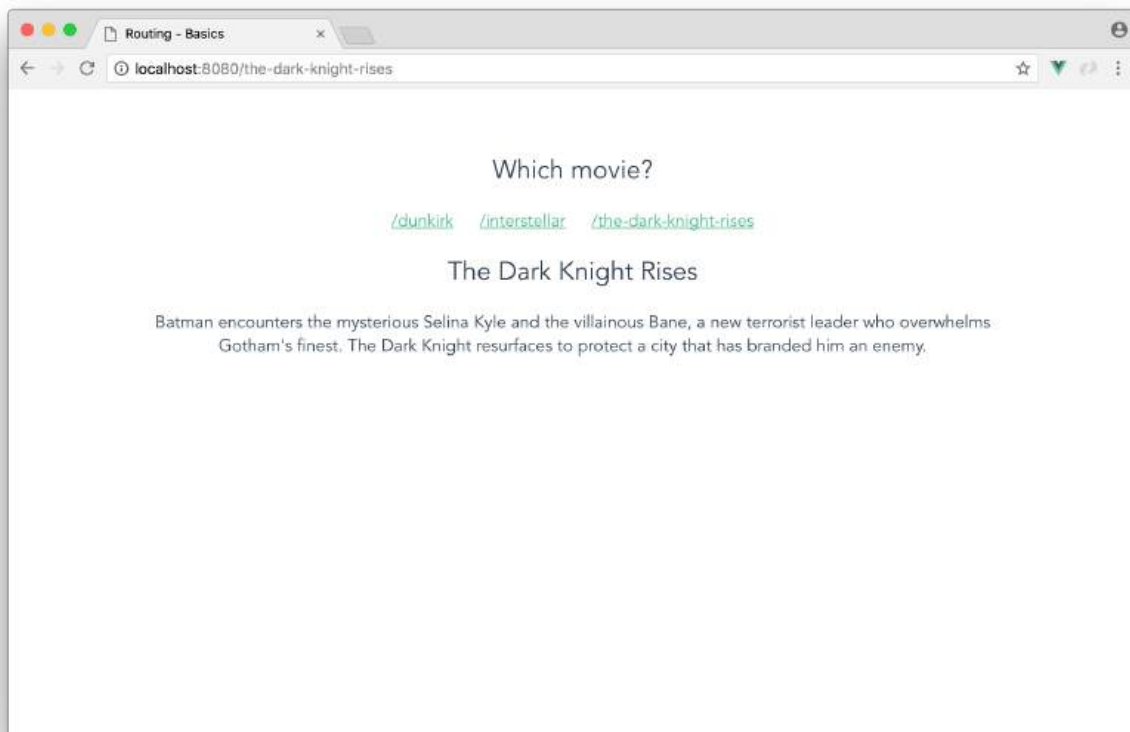 Routing - Basics
localhost:8080/the-dark-knight-rises
Which movie?
/dunkirk /interstellar /the-dark-knight-rises
The Dark Knight Rises
Batman encounters the mysterious Selina Kyle and the villainous Bane, a new terrorist leader who overwhelms
Gotham's finest. The Dark Knight resurfaces to protect a city that has branded him an enemy.